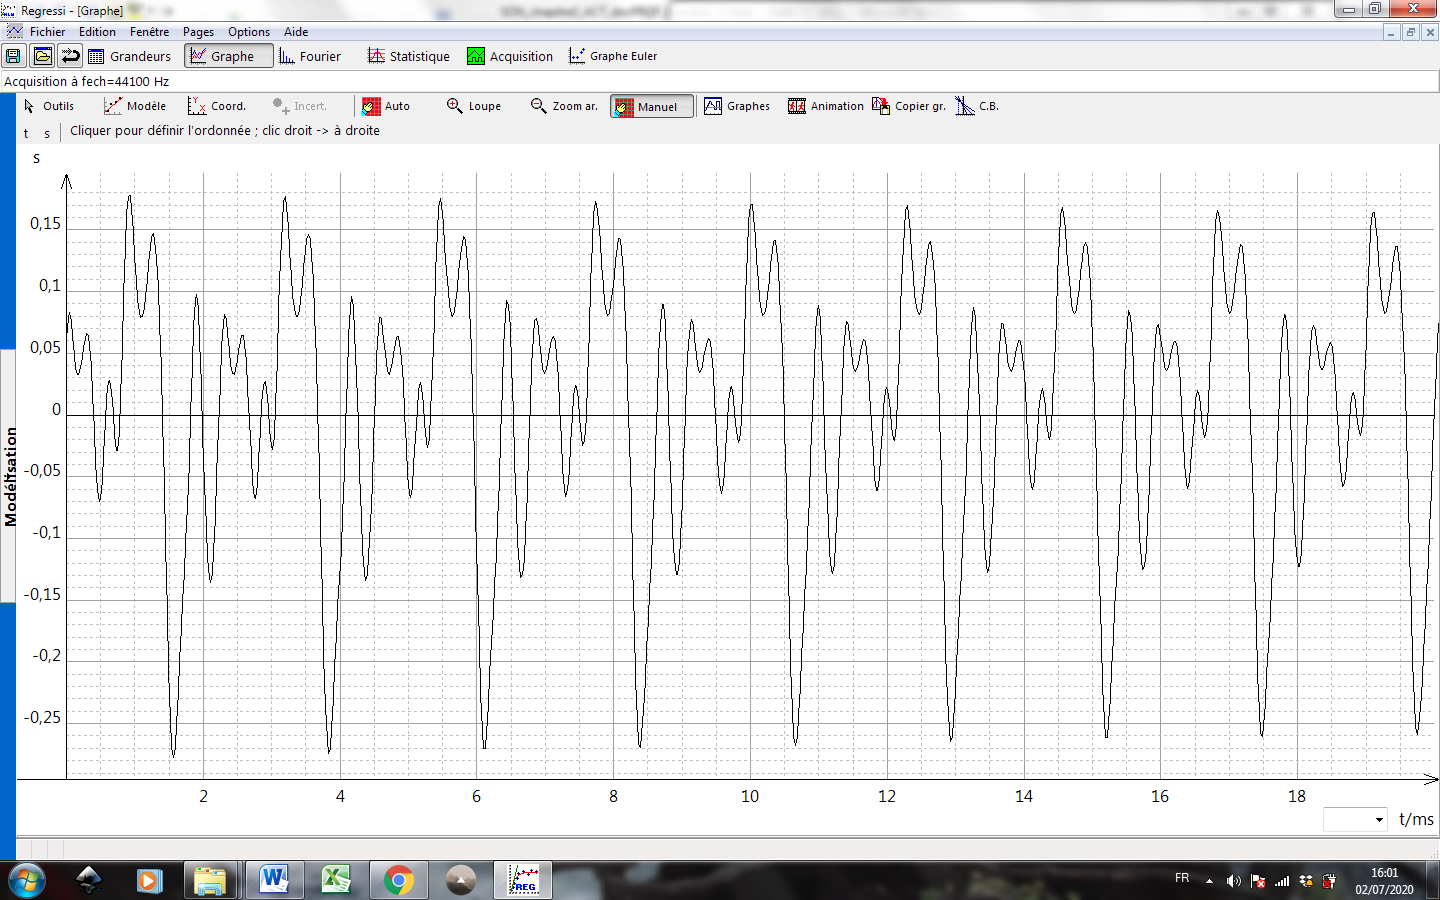 Regressi - [Graphe]
Fichier Edition Fenêtre Pages Options Aide
Grandeurs Graphe Fourier Statistique Acquisition Graphe Euler
Acquisition à fech=44100 Hz
Outils Modèle Coord. Incert. Auto Loupe Zoom ar. Manuel Graphes Animation Copier gr. C.B.
t s Cliquer pour définir l'ordonnée ; clic droit -> à droite
s
0,15
0,1
0,05
0
-0,05
-0,1
-0,15
-0,2
-0,25
Modélisation
2 4 6 8 10 12 14 16 18
t/ms
REG
FR
16:01
02/07/2020